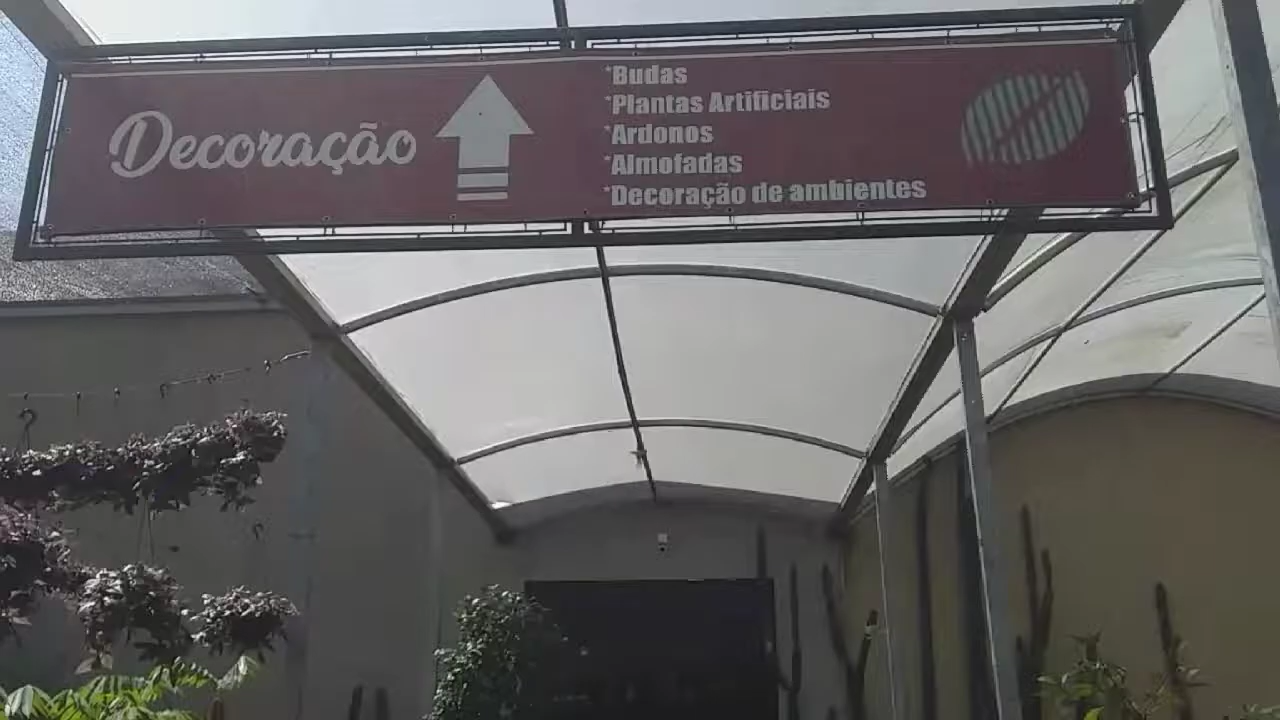 Decoração
*Budas
*Plantas Artificiais
*Ardonos
*Almofadas
*Decoração de ambientes